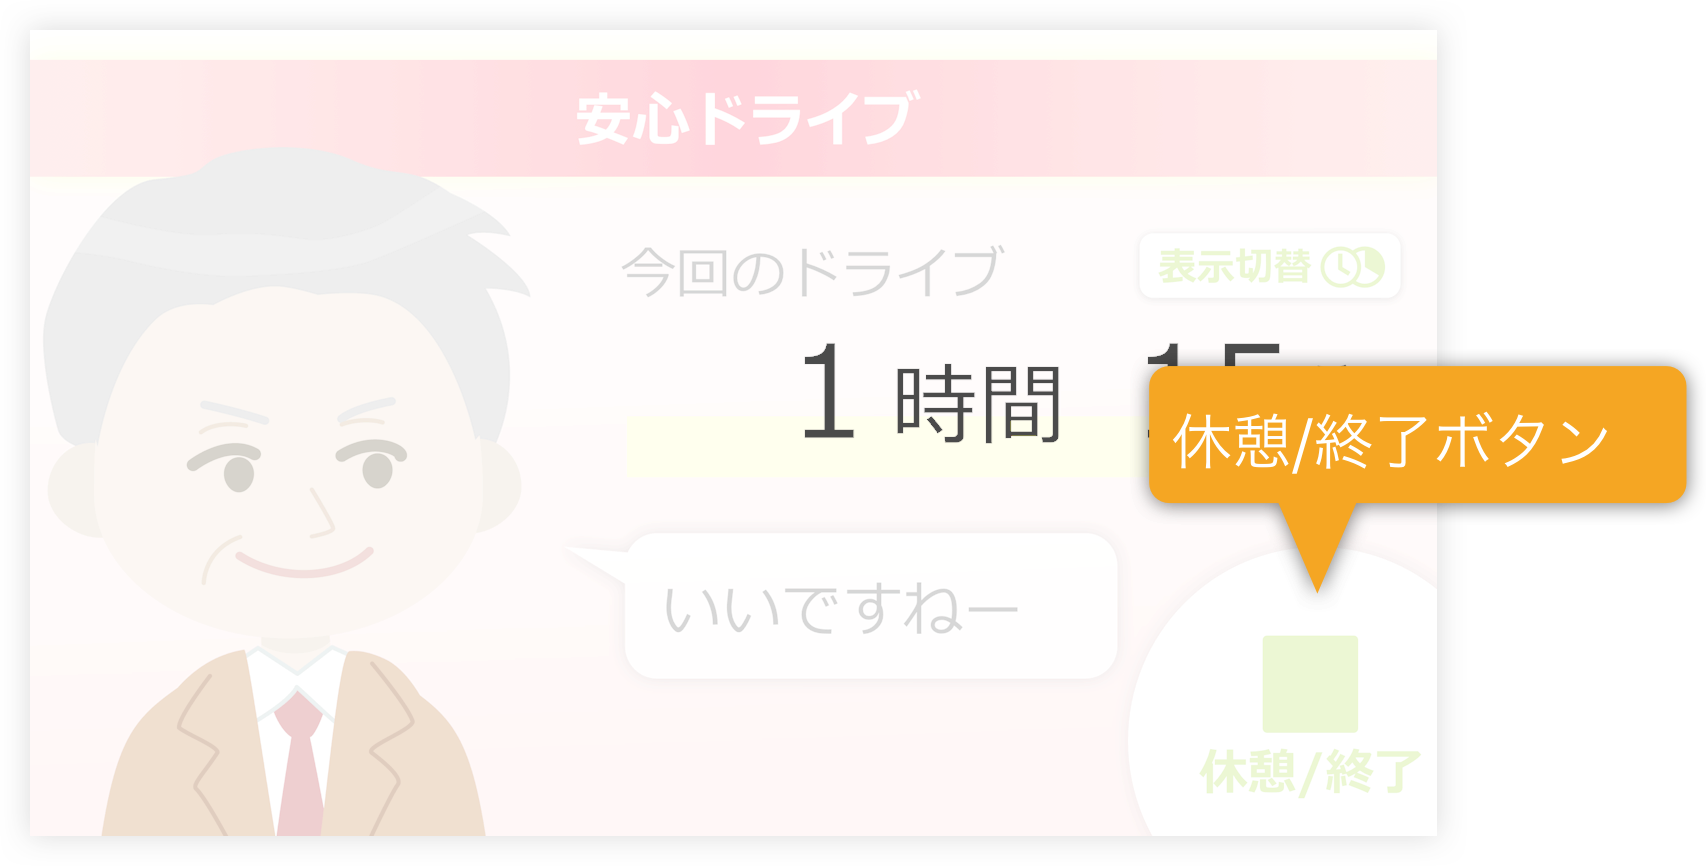 安心ドライブ
今回のドライブ
表示切替
1 時間 15
休憩/終了ボタン
いいですねー
休憩/終了